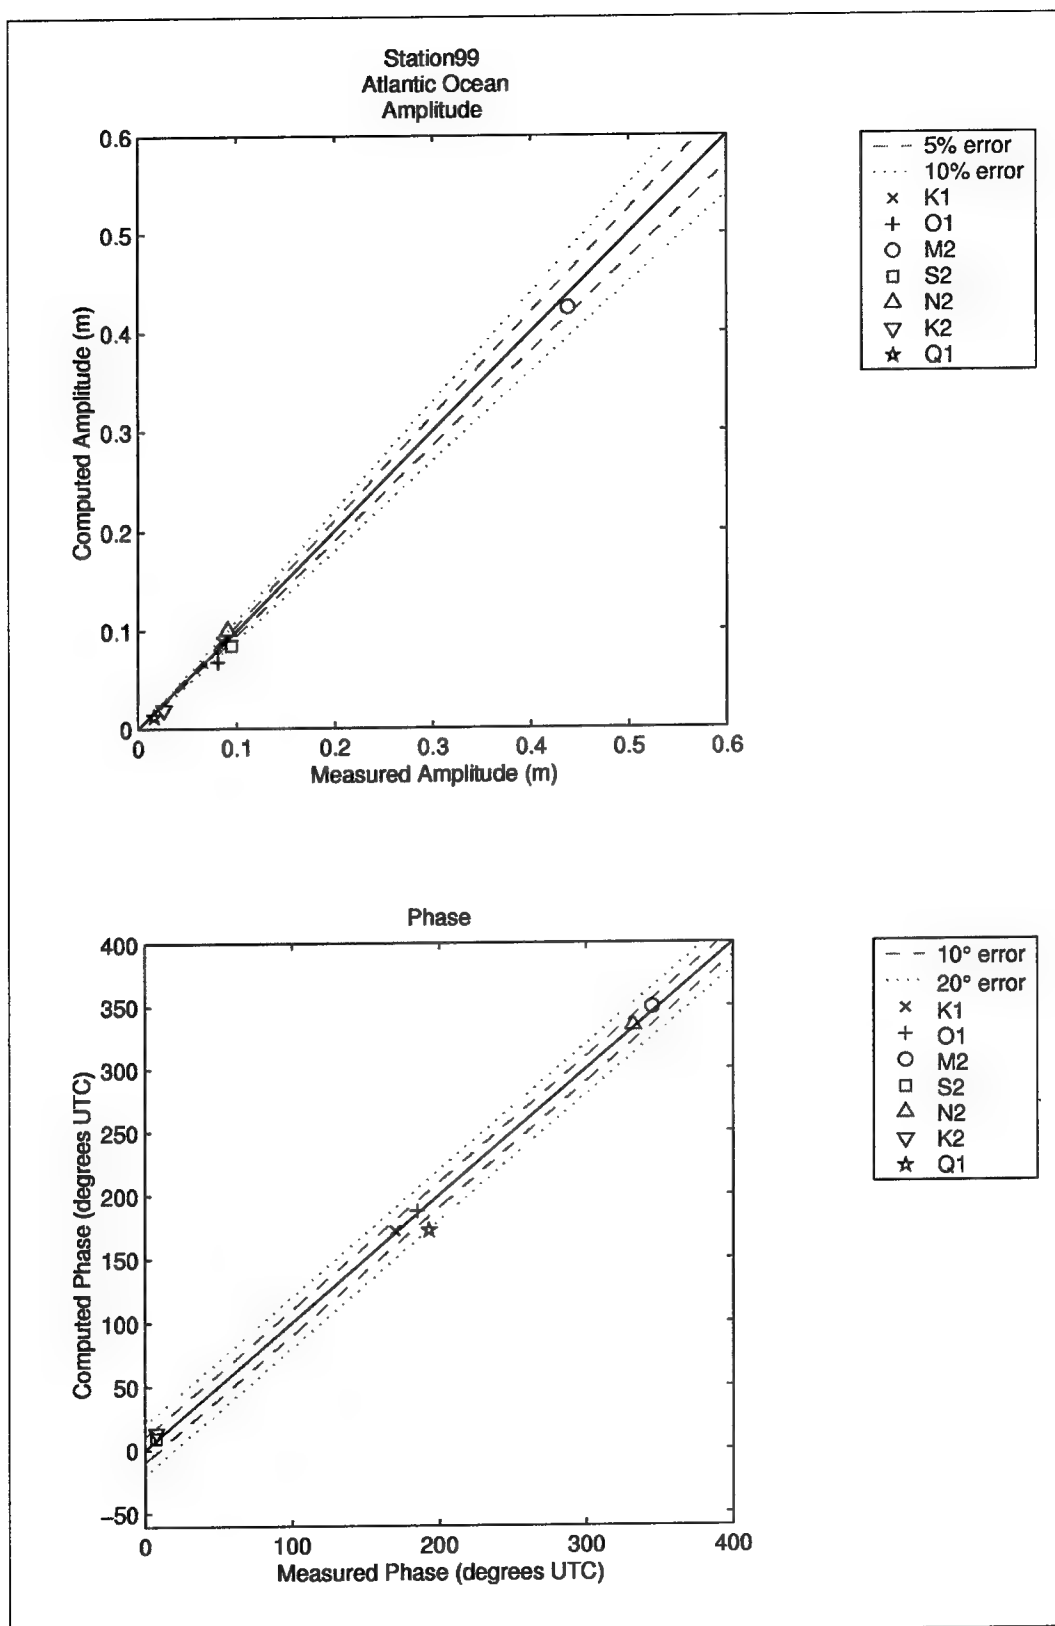 Station99
Atlantic Ocean
Amplitude
0.6
0.5
0.4
0.3
0.2
0.1
0
Computed Amplitude (m)
0 0.1 0.2 0.3 0.4 0.5 0.6
Measured Amplitude (m)
5% error
10% error
K1
O1
M2
S2
N2
K2
Q1
Phase
400
350
300
250
200
150
100
50
0
−50
Computed Phase (degrees UTC)
0 100 200 300 400
Measured Phase (degrees UTC)
10° error
20° error
K1
O1
M2
S2
N2
K2
Q1